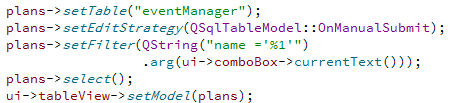 plans->setTable("eventManager");
plans->setEditStrategy(QSqlTableModel::OnManualSubmit);
plans->setFilter(QString("name ='%1'")
.arg(ui->comboBox->currentText()));
plans->select();
ui->tableView->setModel(plans);